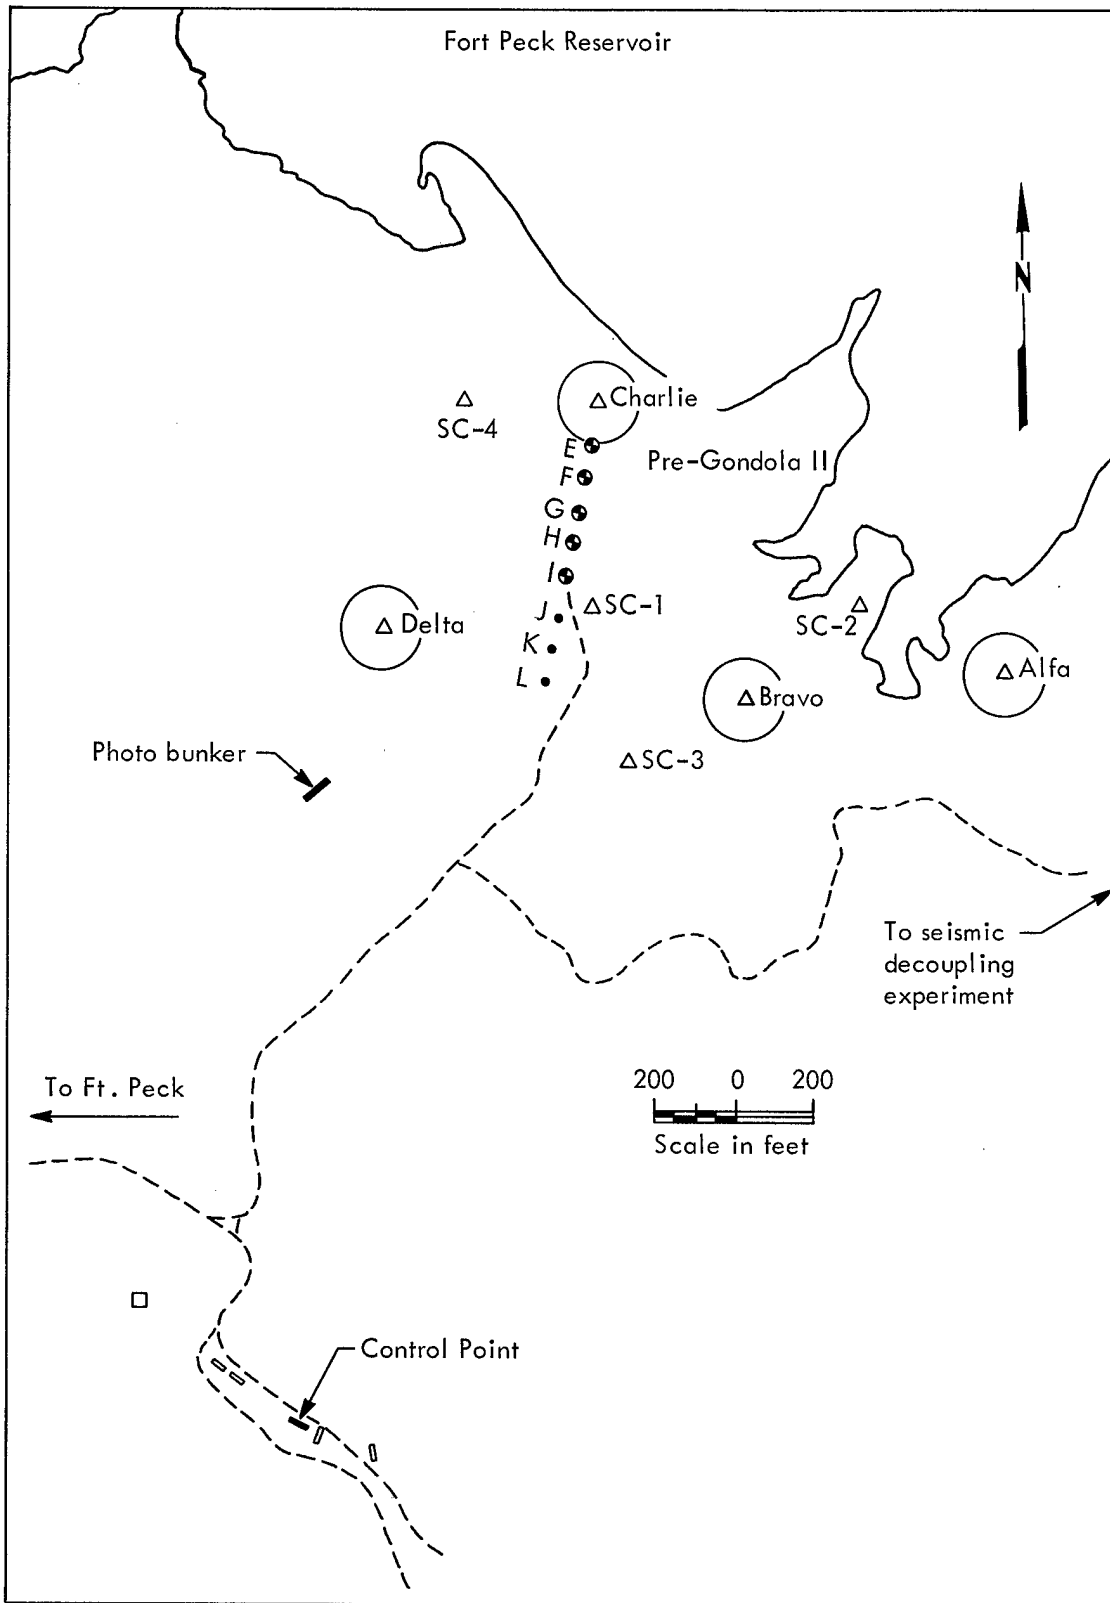 Fort Peck Reservoir
N
Charlie
SC-4
E
Pre-Gondola II
F
G
H
I
J
SC-1
SC-2
Delta
K
L
Alfa
Bravo
Photo bunker
SC-3
To seismic
decoupling
experiment
To Ft. Peck
200 0 200
Scale in feet
Control Point